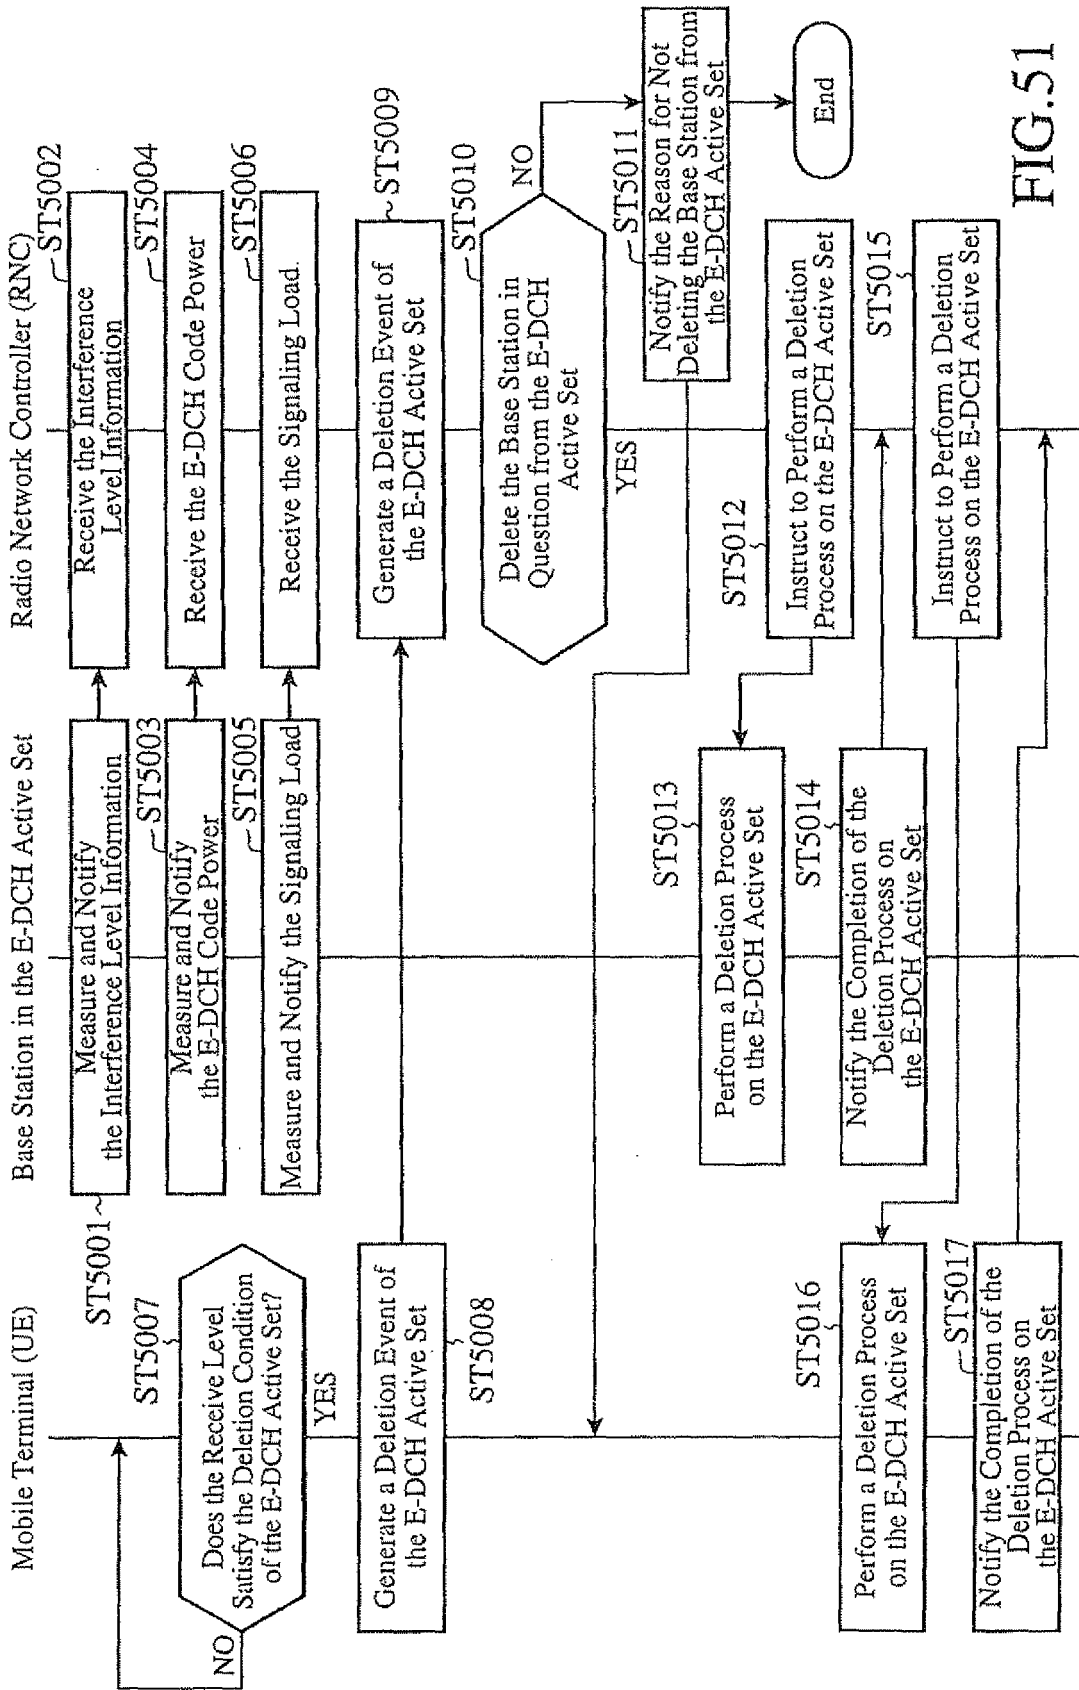 Mobile Terminal (UE)
Base Station in the E-DCH Active Set
Radio Network Controller (RNC)
ST5001
Measure and Notify
the Interference Level Information
ST5002
Receive the Interference
Level Information
ST5003
Measure and Notify
the E-DCH Code Power
ST5004
Receive the E-DCH Code Power
ST5005
Measure and Notify the Signaling Load
ST5006
Receive the Signaling Load
ST5007
Does the Receive Level
Satisfy the Deletion Condition
of the E-DCH Active Set?
NO
YES
Generate a Deletion Event of
the E-DCH Active Set
ST5008
Generate a Deletion Event of
the E-DCH Active Set
ST5009
ST5010
Delete the Base Station in
Question from the E-DCH
Active Set
NO
YES
ST5011
Notify the Reason for Not
Deleting the Base Station from
the E-DCH Active Set
End
ST5012
Instruct to Perform a Deletion
Process on the E-DCH Active Set
ST5013
Perform a Deletion Process
on the E-DCH Active Set
ST5014
Notify the Completion of the
Deletion Process on
the E-DCH Active Set
ST5015
Instruct to Perform a Deletion
Process on the E-DCH Active Set
ST5016
Perform a Deletion Process
on the E-DCH Active Set
ST5017
Notify the Completion of the
Deletion Process on
the E-DCH Active Set
FIG.51